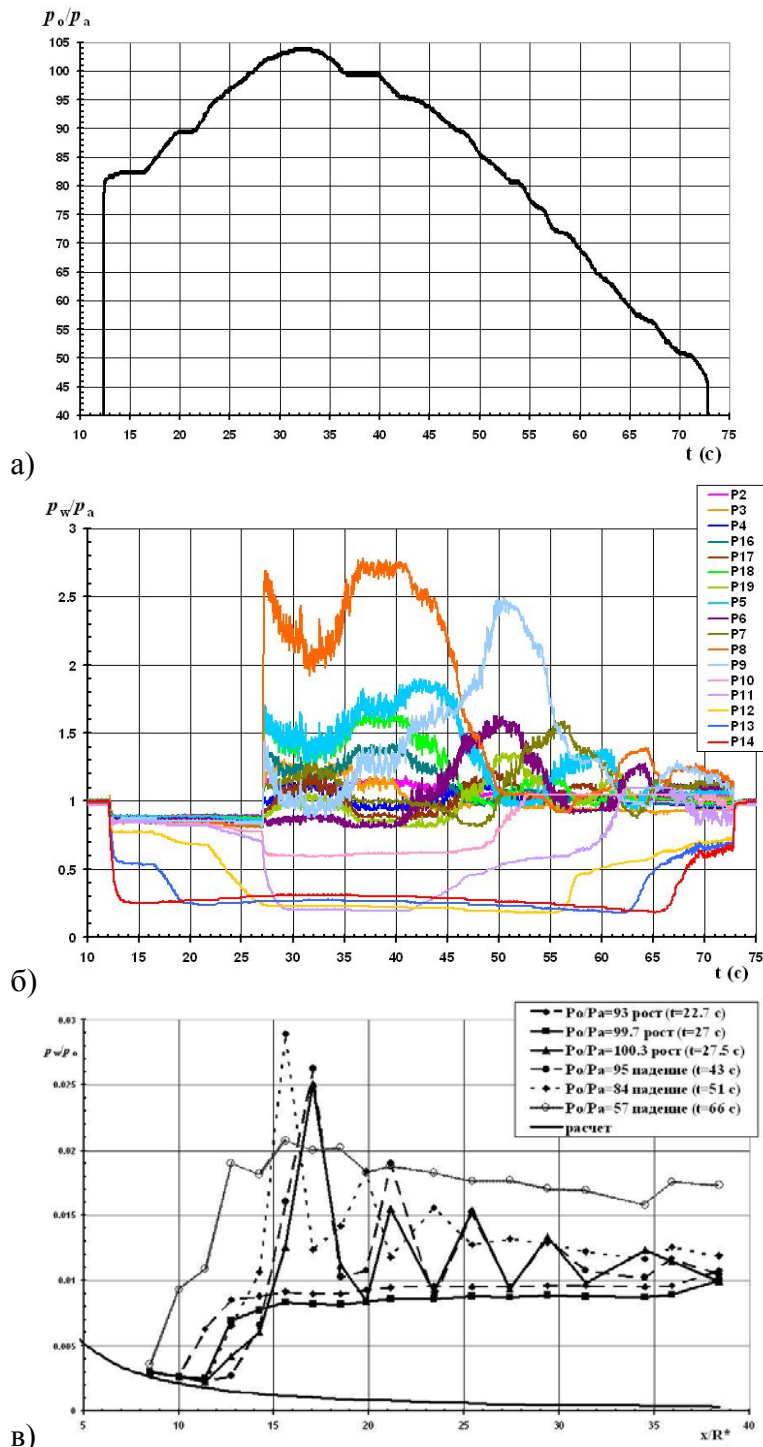 pₒ/pₐ
105
100
95
90
85
80
75
70
65
60
55
50
45
40
10 15 20 25 30 35 40 45 50 55 60 65 70 75
t (c)
а)
p_w/pₐ
3
2.5
2
1.5
1
0.5
0
10 15 20 25 30 35 40 45 50 55 60 65 70 75
t (c)
P2
P3
P4
P16
P17
P18
P19
P5
P6
P7
P8
P9
P10
P11
P12
P13
P14
б)
0.03
p_w/pₒ
0.025
0.02
0.015
0.01
0.005
0
5 10 15 20 25 30 35 40
x/R*
Po/Pa=93 рост (t=22.7 c)
Po/Pa=99.7 рост (t=27 c)
Po/Pa=100.3 рост (t=27.5 c)
Po/Pa=95 падение (t=43 c)
Po/Pa=84 падение (t=51 c)
Po/Pa=57 падение (t=66 c)
расчет
в)